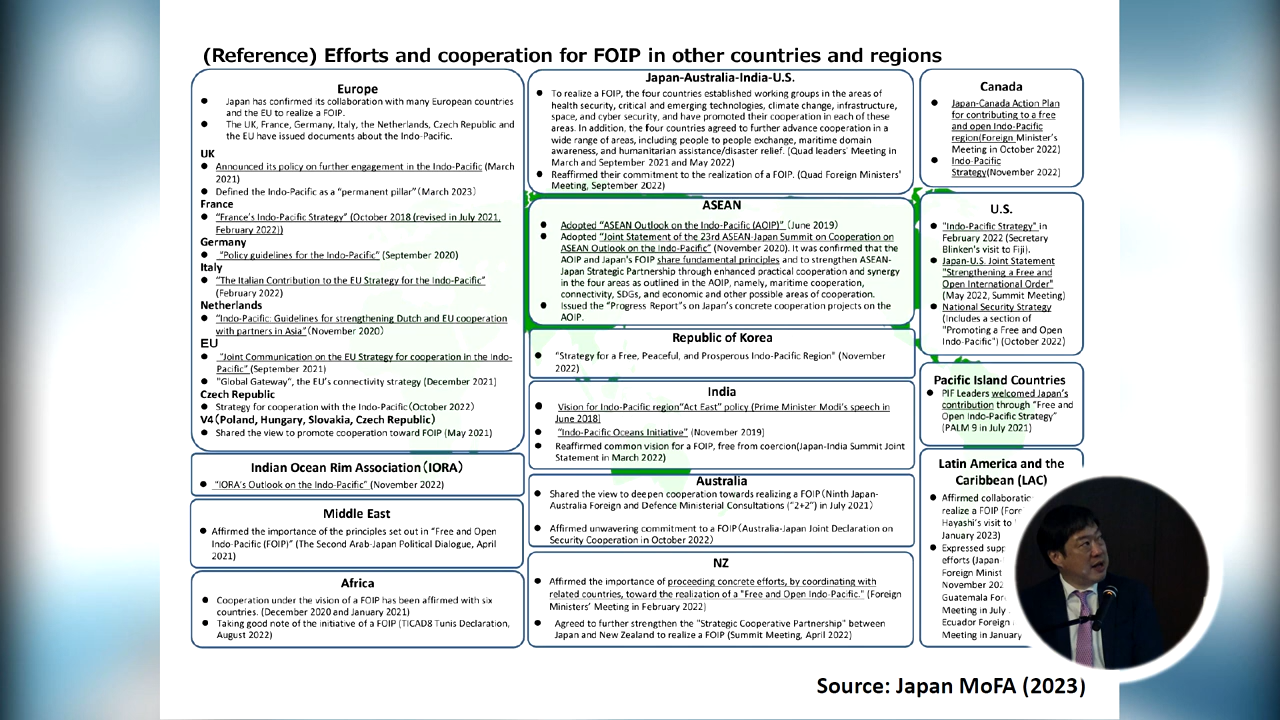 (Reference) Efforts and cooperation for FOIP in other countries and regions
Europe
● Japan has confirmed its collaboration with many European countries
and the EU to realize a FOIP.
● The UK, France, Germany, Italy, the Netherlands, Czech Republic and
the EU have issued documents about the Indo-Pacific.
UK
● Announced its policy on further engagement in the Indo-Pacific (March
2021)
● Defined the Indo-Pacific as a “permanent pillar”(March 2023)
France
● “France's Indo-Pacific Strategy” (October 2018 (revised in July 2021,
February 2022))
Germany
● “Policy guidelines for the Indo-Pacific” (September 2020)
Italy
● “The Italian Contribution to the EU Strategy for the Indo-Pacific”
(February 2022)
Netherlands
● “Indo-Pacific: Guidelines for strengthening Dutch and EU cooperation
with partners in Asia”(November 2020)
EU
● “Joint Communication on the EU Strategy for cooperation in the Indo-
Pacific” (September 2021)
● "Global Gateway", the EU's connectivity strategy (December 2021)
Czech Republic
● Strategy for cooperation with the Indo-Pacific(October 2022)
V4(Poland, Hungary, Slovakia, Czech Republic)
● Shared the view to promote cooperation toward FOIP (May 2021)
Indian Ocean Rim Association(IORA)
● “IORA's Outlook on the Indo-Pacific” (November 2022)
Middle East
● Affirmed the importance of the principles set out in “Free and Open
Indo-Pacific (FOIP)” (The Second Arab-Japan Political Dialogue, April
2021)
Africa
● Cooperation under the vision of a FOIP has been affirmed with six
countries. (December 2020 and January 2021)
● Taking good note of the initiative of a FOIP (TICAD8 Tunis Declaration,
August 2022)
Japan-Australia-India-U.S.
● To realize a FOIP, the four countries established working groups in the areas of
health security, critical and emerging technologies, climate change, infrastructure,
space, and cyber security, and have promoted their cooperation in each of these
areas. In addition, the four countries agreed to further advance cooperation in a
wide range of areas, including people to people exchange, maritime domain
awareness, and humanitarian assistance/disaster relief. (Quad leaders' Meeting in
March and September 2021 and May 2022)
● Reaffirmed their commitment to the realization of a FOIP. (Quad Foreign Ministers'
Meeting, September 2022)
ASEAN
● Adopted “ASEAN Outlook on the Indo-Pacific (AOIP)” (June 2019)
● Adopted “Joint Statement of the 23rd ASEAN-Japan Summit on Cooperation on
ASEAN Outlook on the Indo-Pacific” (November 2020). It was confirmed that the
AOIP and Japan's FOIP share fundamental principles and to strengthen ASEAN-
Japan Strategic Partnership through enhanced practical cooperation and synergy
in the four areas as outlined in the AOIP, namely, maritime cooperation,
connectivity, SDGs, and economic and other possible areas of cooperation.
● Issued the “Progress Report”s on Japan's concrete cooperation projects on the
AOIP.
Republic of Korea
● “Strategy for a Free, Peaceful, and Prosperous Indo-Pacific Region” (November
2022)
India
● Vision for Indo-Pacific region“Act East” policy (Prime Minister Modi's speech in
June 2018)
● “Indo-Pacific Oceans Initiative” (November 2019)
● Reaffirmed common vision for a FOIP, free from coercion(Japan-India Summit Joint
Statement in March 2022)
Australia
● Shared the view to deepen cooperation towards realizing a FOIP(Ninth Japan-
Australia Foreign and Defence Ministerial Consultations (“2+2”) in July 2021)
● Affirmed unwavering commitment to a FOIP(Australia-Japan Joint Declaration on
Security Cooperation in October 2022)
NZ
● Affirmed the importance of proceeding concrete efforts, by coordinating with
related countries, toward the realization of a "Free and Open Indo-Pacific." (Foreign
Ministers' Meeting in February 2022)
● Agreed to further strengthen the "Strategic Cooperative Partnership" between
Japan and New Zealand to realize a FOIP (Summit Meeting, April 2022)
Canada
● Japan-Canada Action Plan
for contributing to a free
and open Indo-Pacific
region(Foreign Minister's
Meeting in October 2022)
● Indo-Pacific
Strategy(November 2022)
U.S.
● "Indo-Pacific Strategy" in
February 2022 (Secretary
Blinken's visit to Fiji).
● Japan-U.S. Joint Statement
"Strengthening a Free and
Open International Order"
(May 2022, Summit Meeting)
● National Security Strategy
(includes a section of
"Promoting a Free and Open
Indo-Pacific") (October 2022)
Pacific Island Countries
● PIF Leaders welcomed Japan's
contribution through “Free and
Open Indo-Pacific Strategy”
(PALM 9 in July 2021)
Latin America and the
Caribbean (LAC)
● Affirmed
realize a FOIP
Hayashi's visit to
January 2023)
● Expressed
efforts (Japan-
Foreign
November
Guatemala
Meeting in July
Ecuador Foreign
Meeting in January
Source: Japan MoFA (2023)